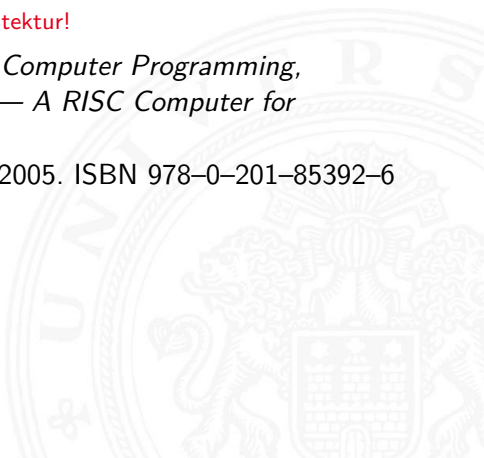 tektur!
Computer Programming,
— A RISC Computer for
2005. ISBN 978–0–201–85392–6
U N I V E R S